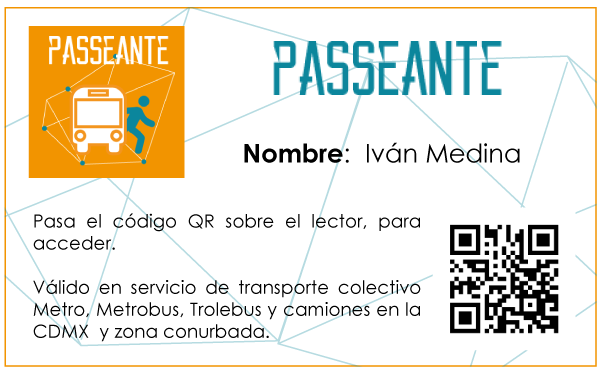 PASSEANTE
PASSEANTE
Nombre: Iván Medina
Pasa el código QR sobre el lector, para
acceder.
Válido en servicio de transporte colectivo
Metro, Metrobus, Trolebus y camiones en la
CDMX y zona conurbada.